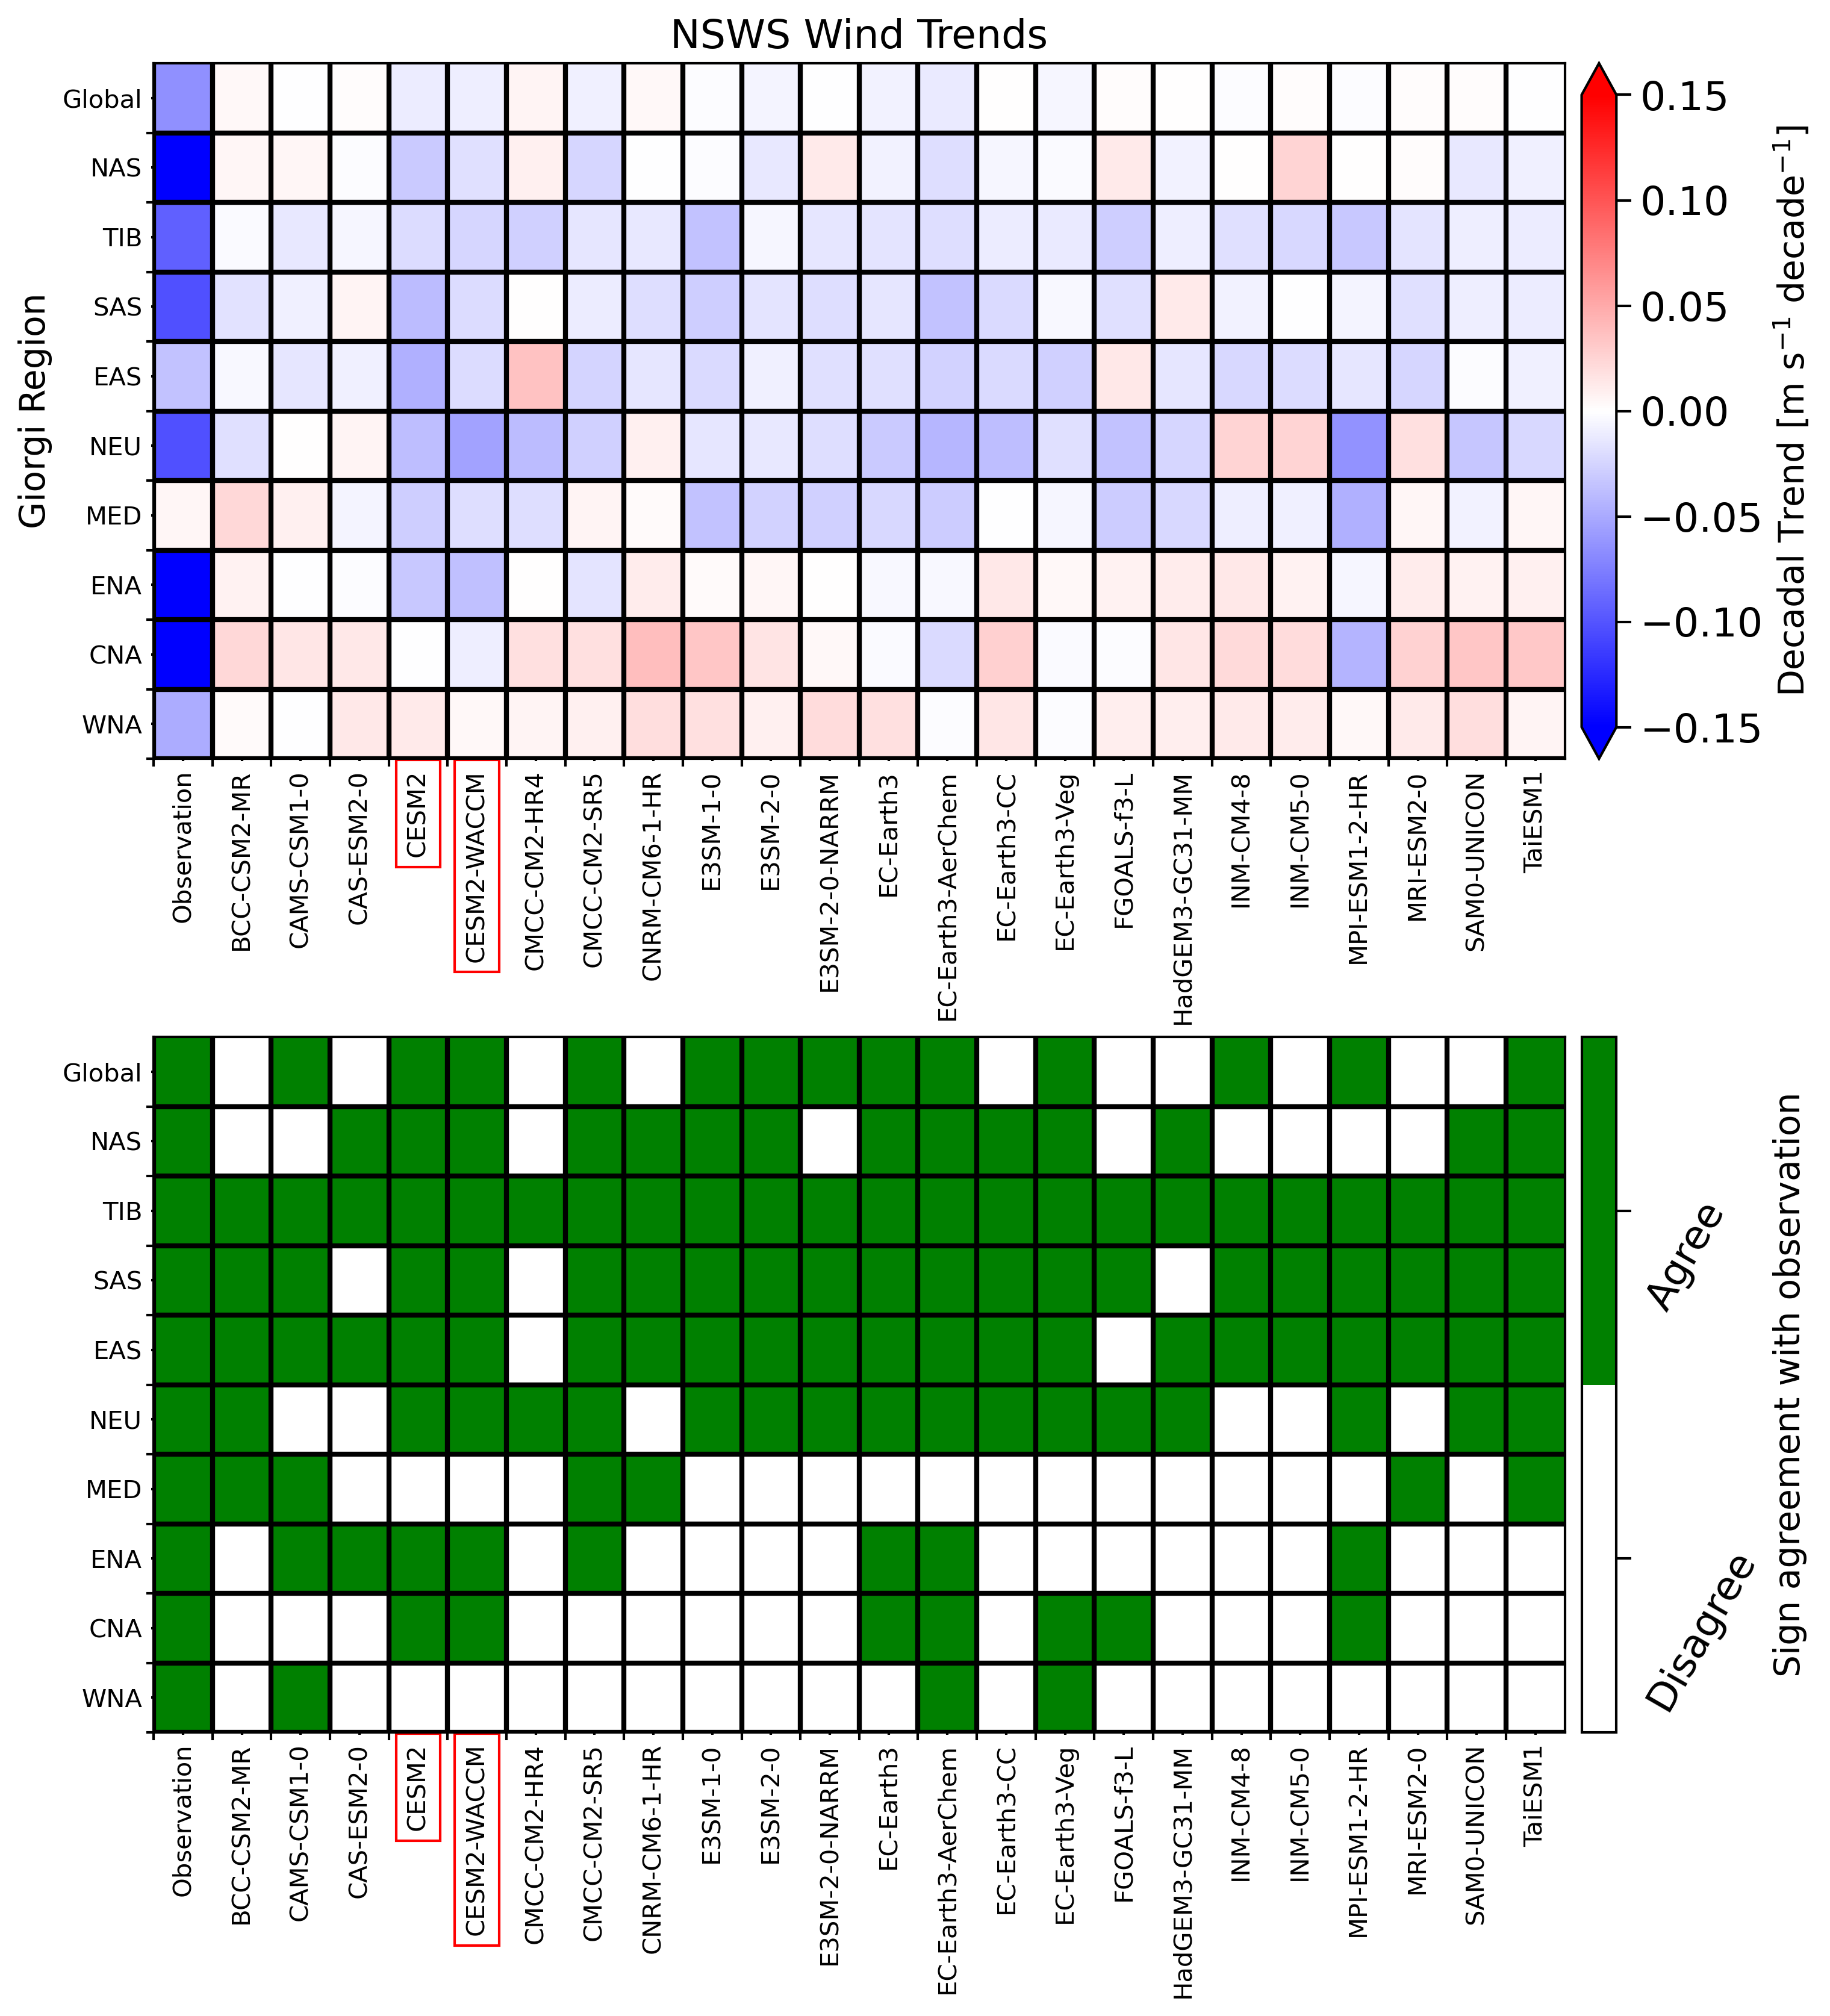 NSWS Wind Trends
Giorgi Region
Global
NAS
TIB
SAS
EAS
NEU
MED
ENA
CNA
WNA
0.15
0.10
0.05
0.00
−0.05
−0.10
−0.15
Decadal Trend [m s⁻¹ decade⁻¹]
Observation
BCC-CSM2-MR
CAMS-CSM1-0
CAS-ESM2-0
CESM2
CESM2-WACCM
CMCC-CM2-HR4
CMCC-CM2-SR5
CNRM-CM6-1-HR
E3SM-1-0
E3SM-2-0
E3SM-2-0-NARRM
EC-Earth3
EC-Earth3-AerChem
EC-Earth3-CC
EC-Earth3-Veg
FGOALS-f3-L
HadGEM3-GC31-MM
INM-CM4-8
INM-CM5-0
MPI-ESM1-2-HR
MRI-ESM2-0
SAM0-UNICON
TaiESM1
Global
NAS
TIB
SAS
EAS
NEU
MED
ENA
CNA
WNA
Agree
Disagree
Sign agreement with observation
Observation
BCC-CSM2-MR
CAMS-CSM1-0
CAS-ESM2-0
CESM2
CESM2-WACCM
CMCC-CM2-HR4
CMCC-CM2-SR5
CNRM-CM6-1-HR
E3SM-1-0
E3SM-2-0
E3SM-2-0-NARRM
EC-Earth3
EC-Earth3-AerChem
EC-Earth3-CC
EC-Earth3-Veg
FGOALS-f3-L
HadGEM3-GC31-MM
INM-CM4-8
INM-CM5-0
MPI-ESM1-2-HR
MRI-ESM2-0
SAM0-UNICON
TaiESM1